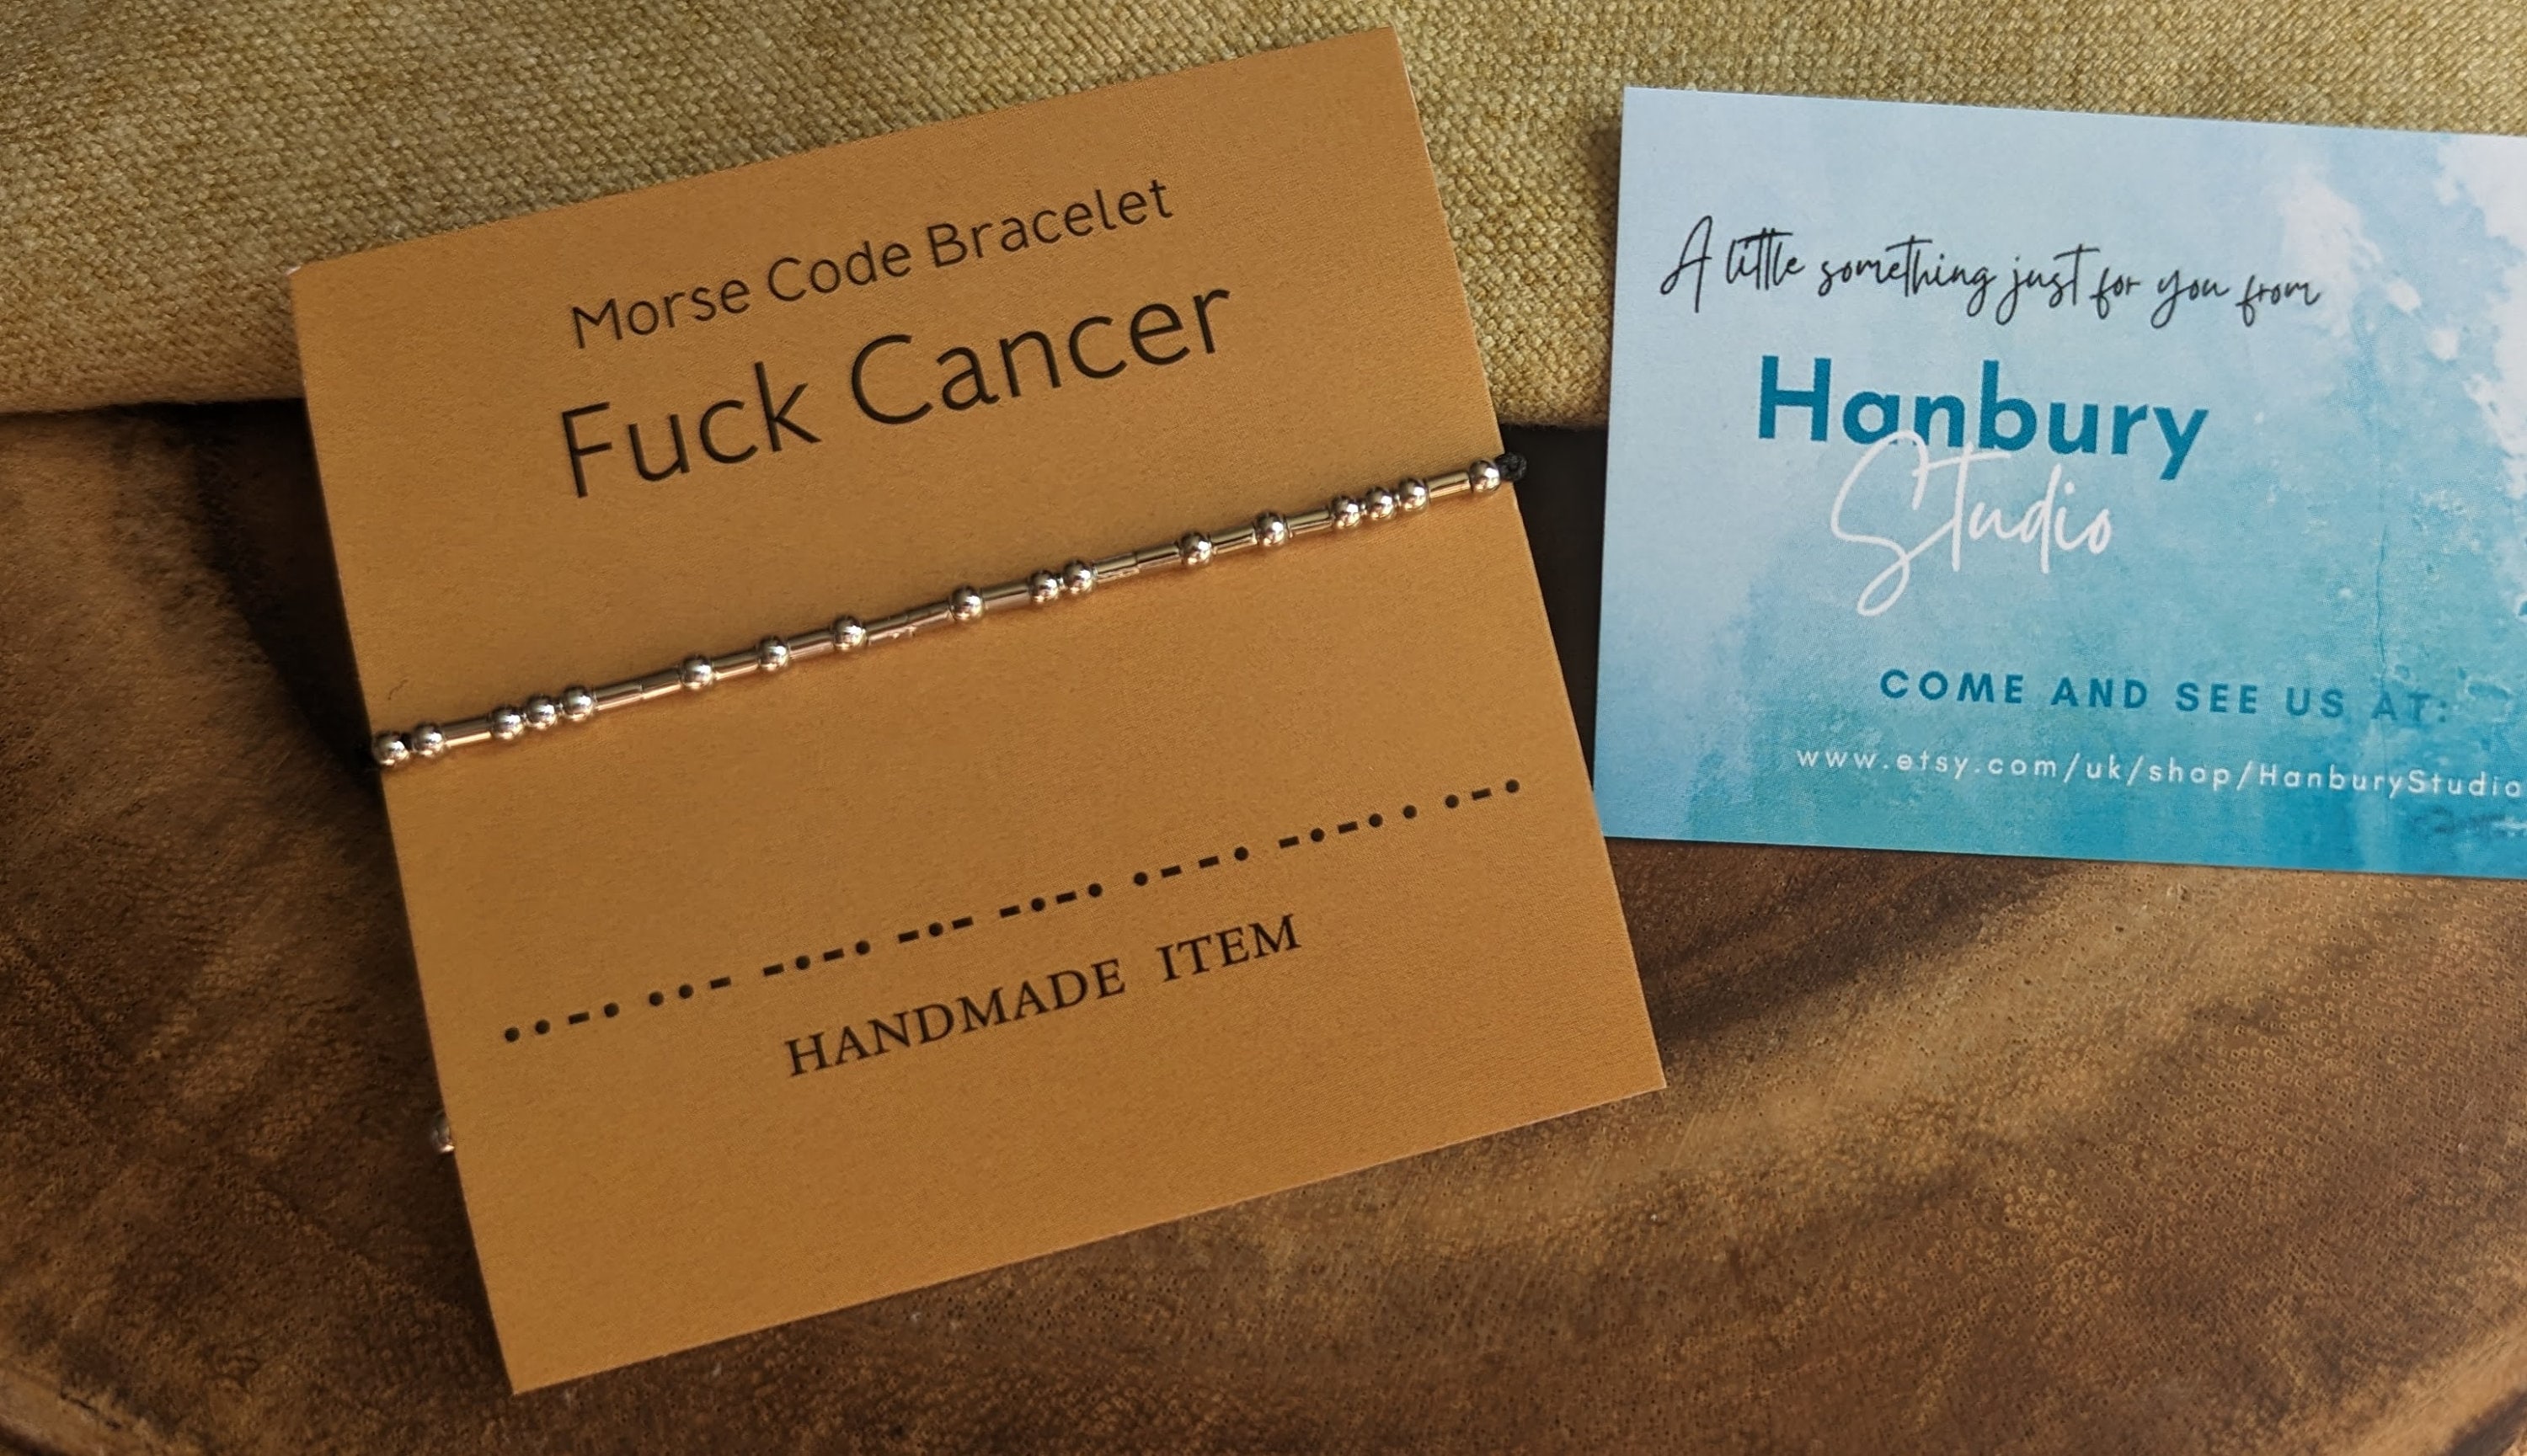 Morse Code Bracelet
Fuck Cancer
••-• ••- -•-• -•- -•-• •- -• -•-• • •-•
HANDMADE ITEM
A little something just for you from
Hanbury
Studio
COME AND SEE US AT:
www.etsy.com/uk/shop/HanburyStudio